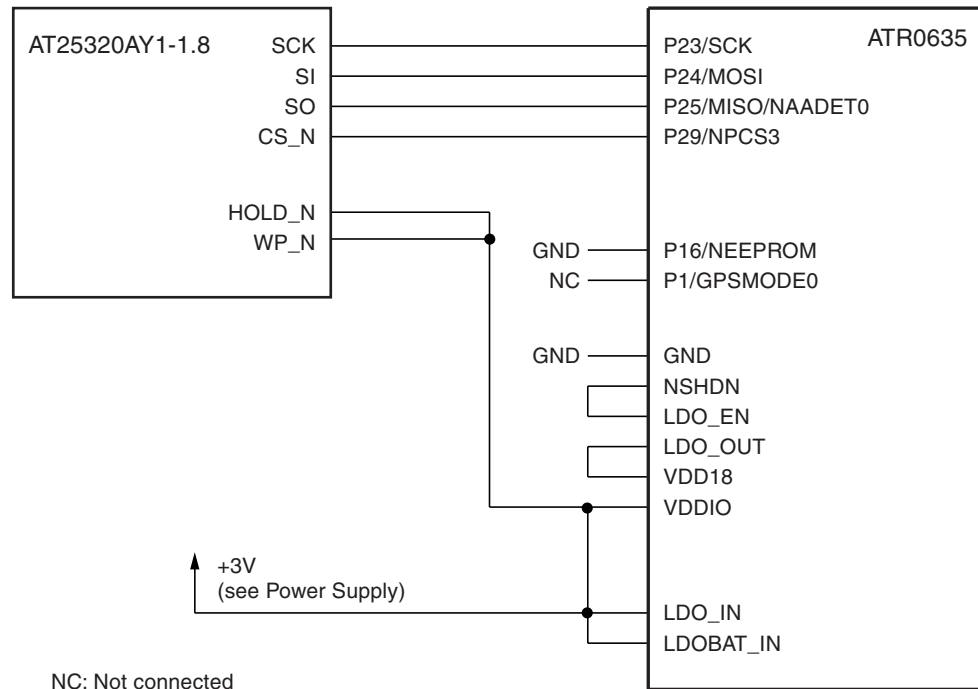 AT25320AY1-1.8
SCK
SI
SO
CS_N
HOLD_N
WP_N
ATR0635
P23/SCK
P24/MOSI
P25/MISO/NAADET0
P29/NPCS3
GND
P16/NEEPROM
NC
P1/GPSMODE0
GND
GND
NSHDN
LDO_EN
LDO_OUT
VDD18
VDDIO
+3V
(see Power Supply)
LDO_IN
LDOBAT_IN
NC: Not connected